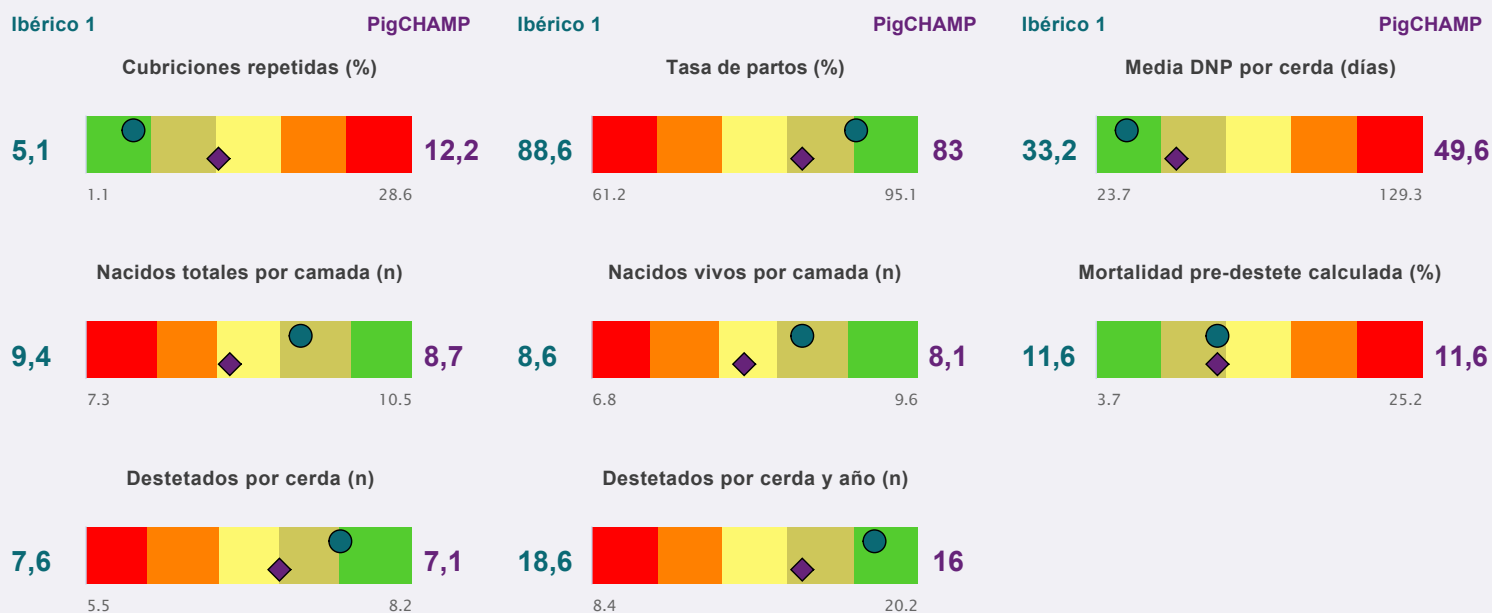 Ibérico 1 PigCHAMP Ibérico 1 PigCHAMP Ibérico 1 PigCHAMP
Cubriciones repetidas (%) Tasa de partos (%) Media DNP por cerda (días)
5,1 12,2 88,6 83 33,2 49,6
1.1 28.6 61.2 95.1 23.7 129.3
Nacidos totales por camada (n) Nacidos vivos por camada (n) Mortalidad pre-destete calculada (%)
9,4 8,7 8,6 8,1 11,6 11,6
7.3 10.5 6.8 9.6 3.7 25.2
Destetados por cerda (n) Destetados por cerda y año (n)
7,6 7,1 18,6 16
5.5 8.2 8.4 20.2